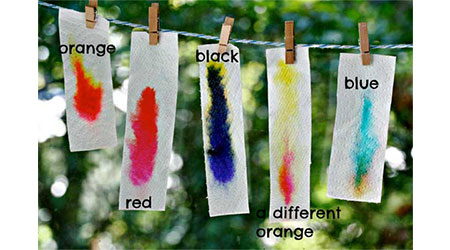 orange
black
blue
red
a different
orange